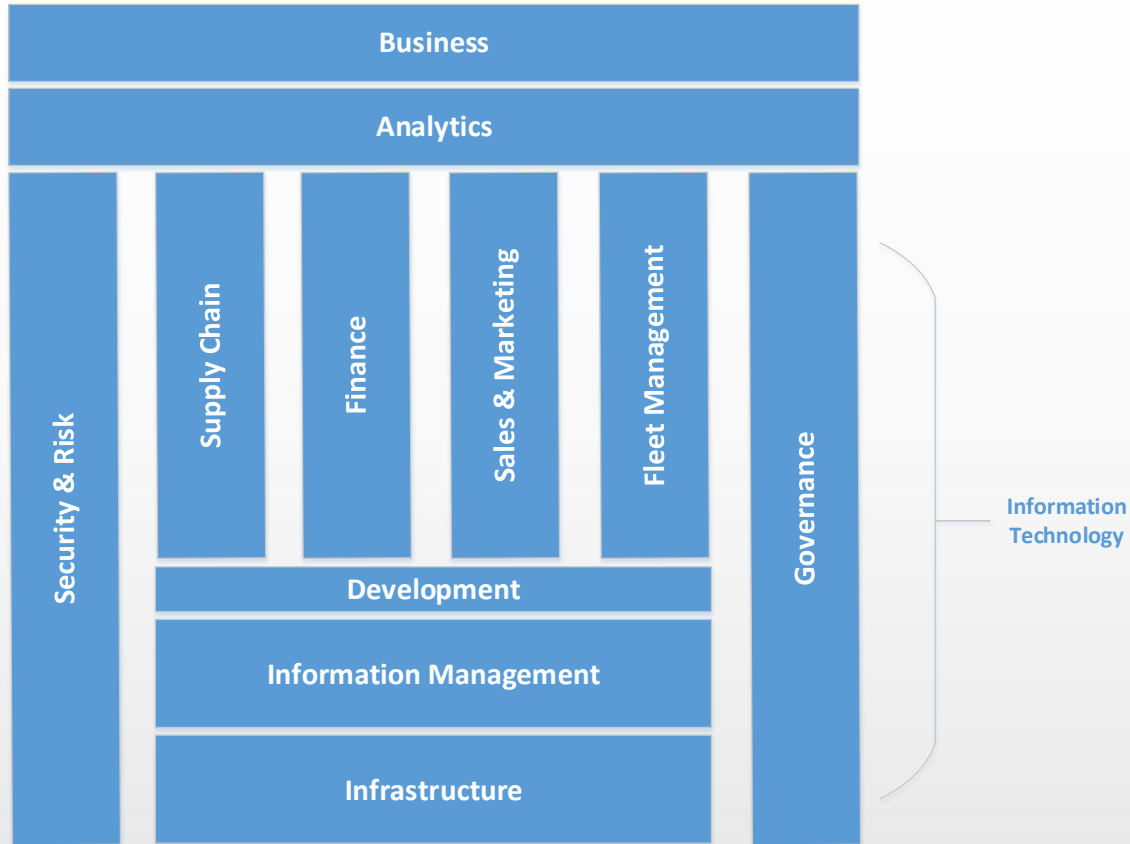 Business
Analytics
Security & Risk
Supply Chain
Finance
Sales & Marketing
Fleet Management
Governance
Development
Information Management
Infrastructure
Information
Technology